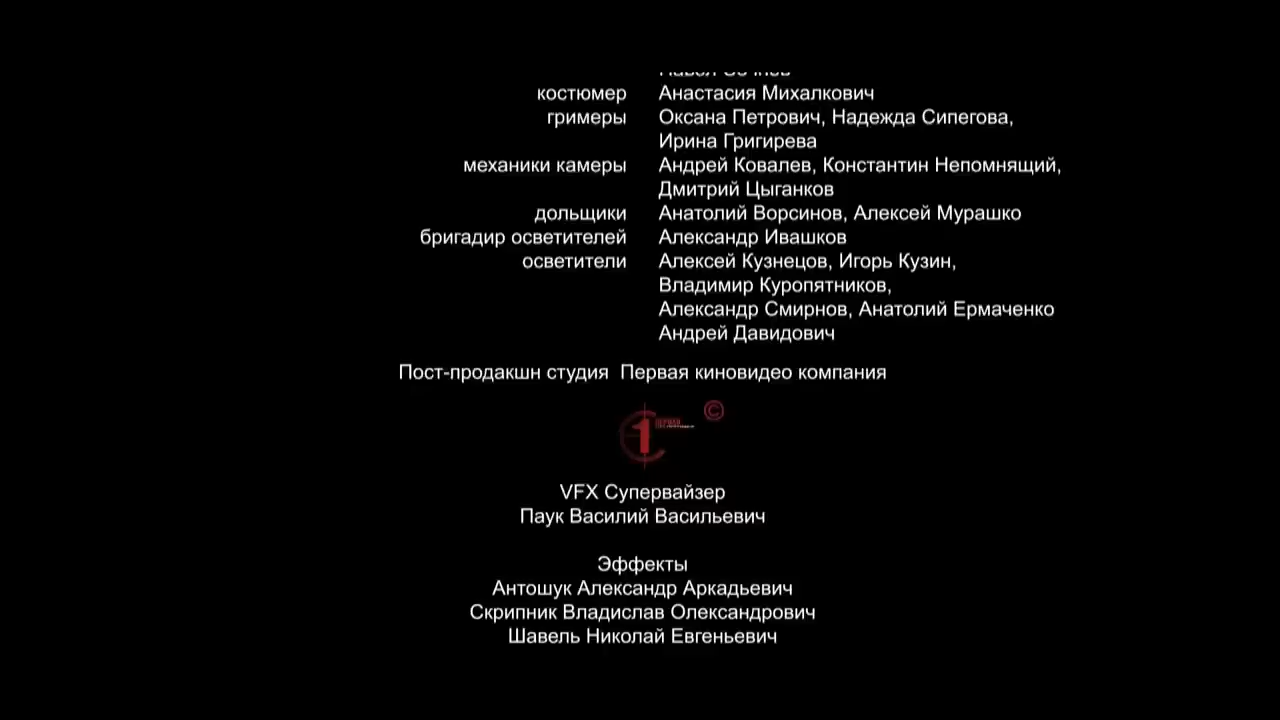 костюмер Анастасия Михалкович
гримеры Оксана Петрович, Надежда Сипегова,
Ирина Григирева
механики камеры Андрей Ковалев, Константин Непомнящий,
Дмитрий Цыганков
дольщики Анатолий Ворсинов, Алексей Мурашко
бригадир осветителей Александр Ивашков
осветители Алексей Кузнецов, Игорь Кузин,
Владимир Куропятников,
Александр Смирнов, Анатолий Ермаченко
Андрей Давидович
Пост-продакшн студия Первая киновидео компания
©
1 ПЕРВАЯ
VFX Супервайзер
Паук Василий Васильевич
Эффекты
Антошук Александр Аркадьевич
Скрипник Владислав Олександрович
Шавель Николай Евгеньевич